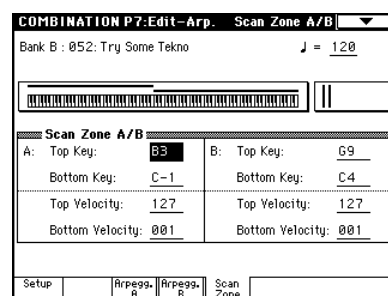 COMBINATION P7:Edit-Arp. Scan Zone A/B
Bank B : 052: Try Some Tekno ♩ = 120
Scan Zone A/B
A: Top Key: B3 B: Top Key: G9
Bottom Key: C-1 Bottom Key: C4
Top Velocity: 127 Top Velocity: 127
Bottom Velocity: 001 Bottom Velocity: 001
Setup Arpegg. A Arpegg. B Scan Zone